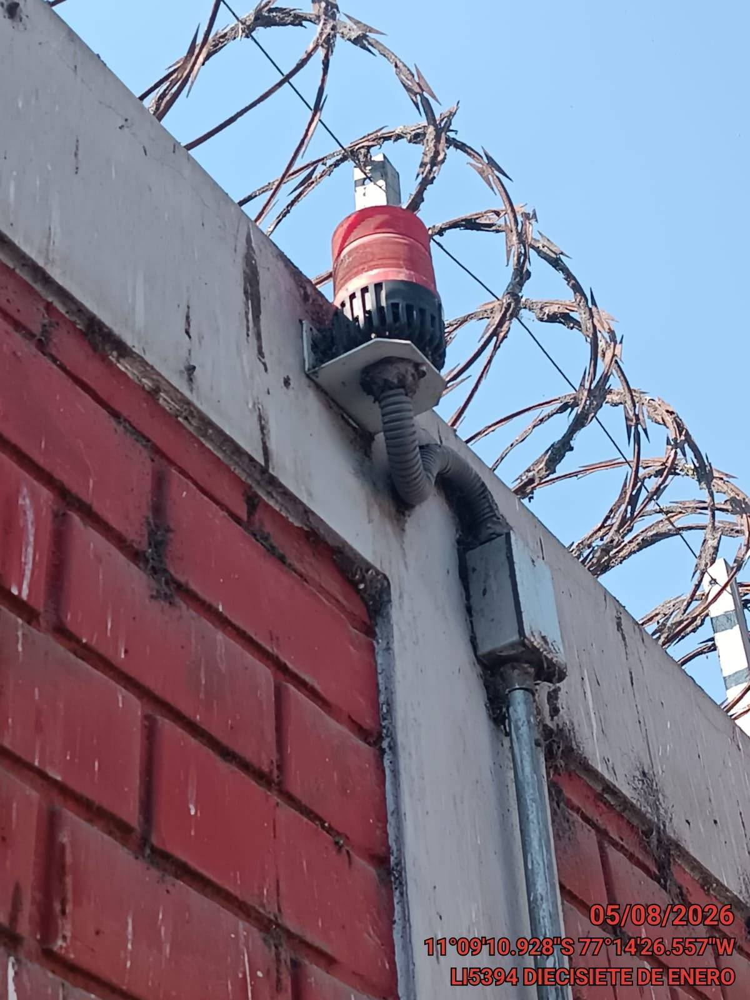 05/08/2026
11°09'10.928"S 77°14'26.557"W
LI5394 DIECISIETE DE ENERO